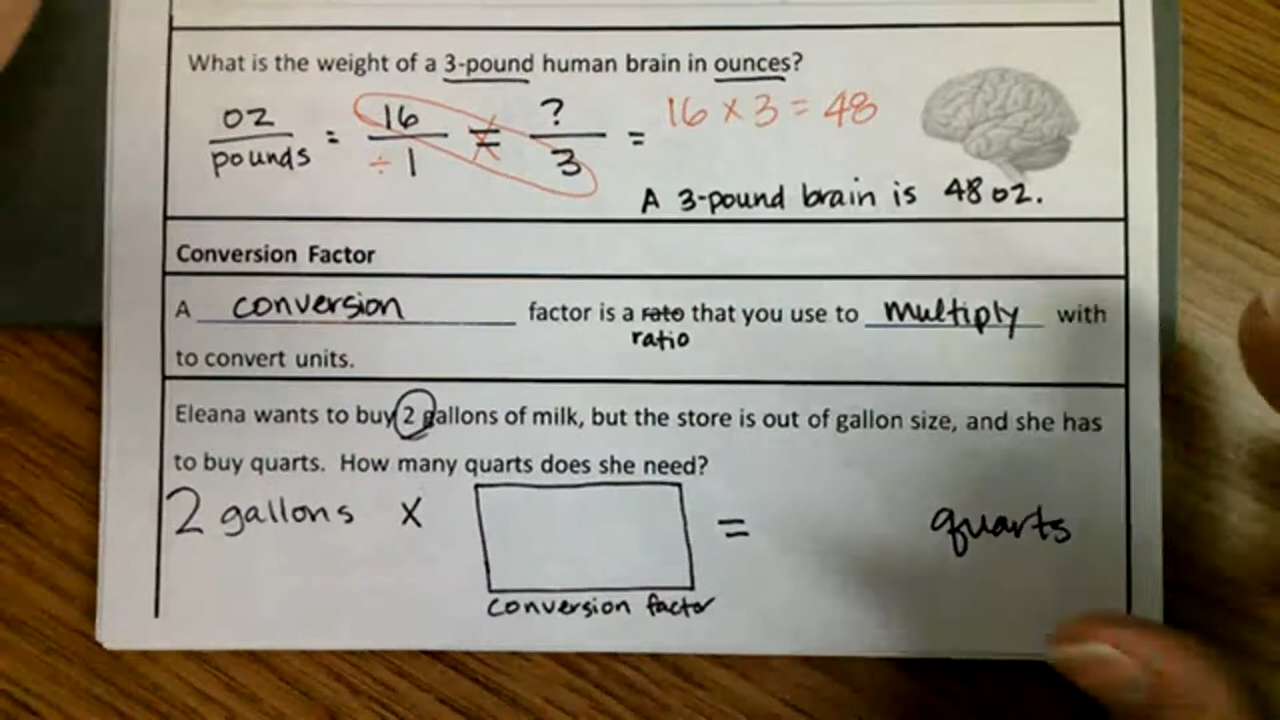 What is the weight of a 3-pound human brain in ounces?
oz / pounds = 16 / ÷ 1 = ? / 3 = 16 x 3 = 48
A 3-pound brain is 48 oz.
Conversion Factor
A conversion factor is a rate that you use to multiply with
ratio
to convert units.
Eleana wants to buy 2 gallons of milk, but the store is out of gallon size, and she has
to buy quarts. How many quarts does she need?
2 gallons x = quarts
conversion factor